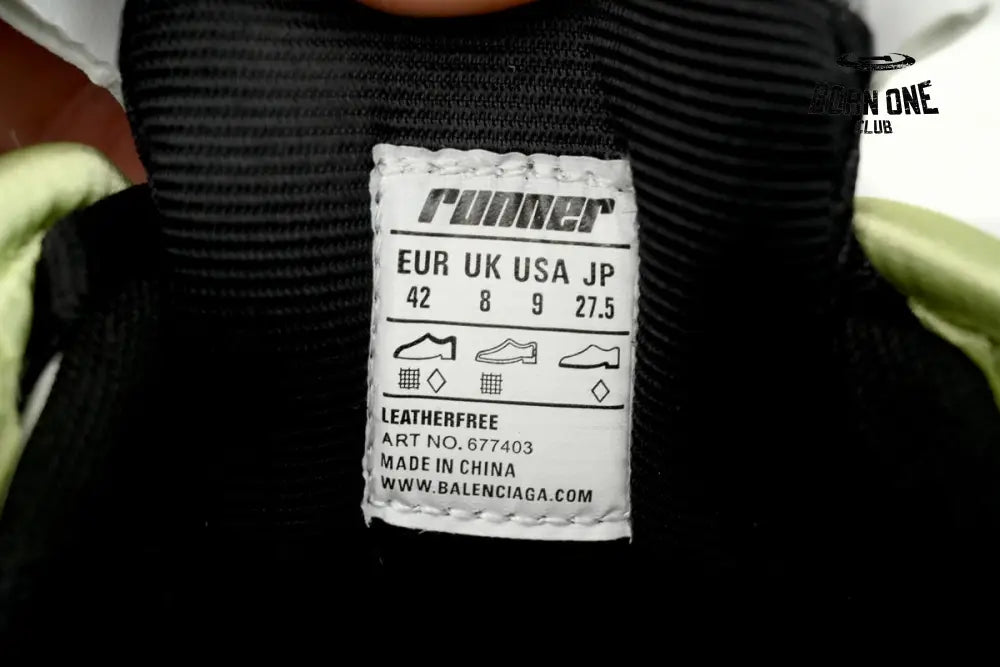 BORN ONE
CLUB
runner
EUR UK USA JP
42 8 9 27.5
LEATHERFREE
ART NO. 677403
MADE IN CHINA
WWW.BALENCIAGA.COM